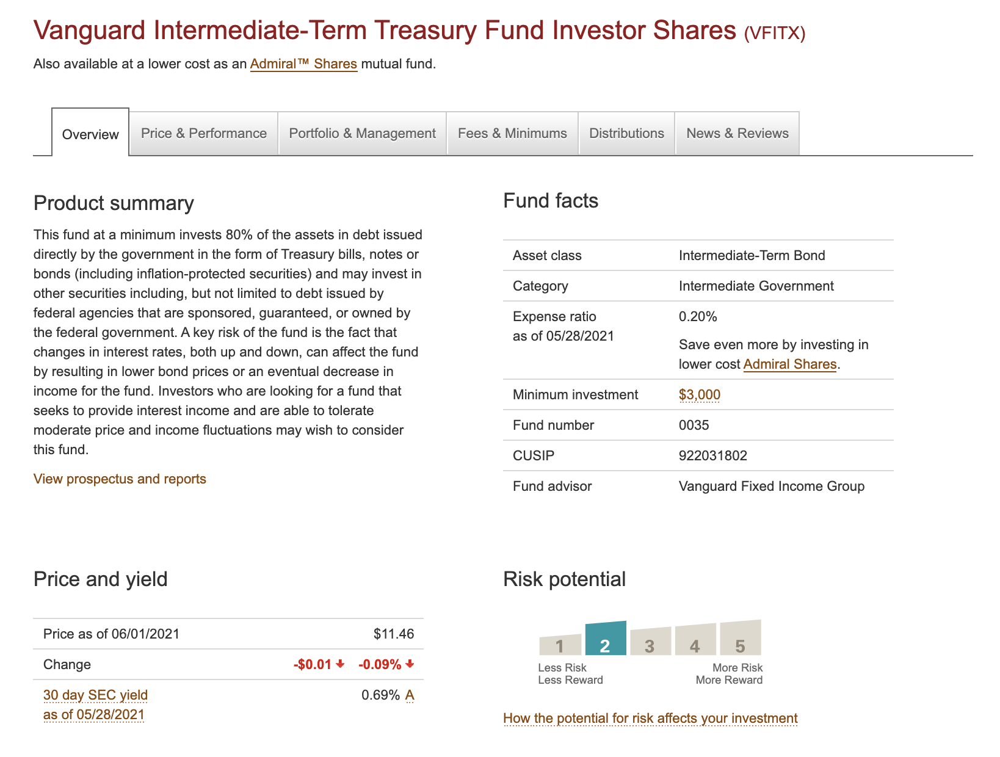 Vanguard Intermediate-Term Treasury Fund Investor Shares (VFITX)
Also available at a lower cost as an Admiral™ Shares mutual fund.
Overview
Price & Performance
Portfolio & Management
Fees & Minimums
Distributions
News & Reviews
Product summary
This fund at a minimum invests 80% of the assets in debt issued
directly by the government in the form of Treasury bills, notes or
bonds (including inflation-protected securities) and may invest in
other securities including, but not limited to debt issued by
federal agencies that are sponsored, guaranteed, or owned by
the federal government. A key risk of the fund is the fact that
changes in interest rates, both up and down, can affect the fund
by resulting in lower bond prices or an eventual decrease in
income for the fund. Investors who are looking for a fund that
seeks to provide interest income and are able to tolerate
moderate price and income fluctuations may wish to consider
this fund.
View prospectus and reports
Fund facts
Asset class Intermediate-Term Bond
Category Intermediate Government
Expense ratio 0.20%
as of 05/28/2021
Save even more by investing in
lower cost Admiral Shares.
Minimum investment $3,000
Fund number 0035
CUSIP 922031802
Fund advisor Vanguard Fixed Income Group
Price and yield
Price as of 06/01/2021 $11.46
Change -$0.01 -0.09%
30 day SEC yield 0.69% A
as of 05/28/2021
Risk potential
1 2 3 4 5
Less Risk More Risk
Less Reward More Reward
How the potential for risk affects your investment